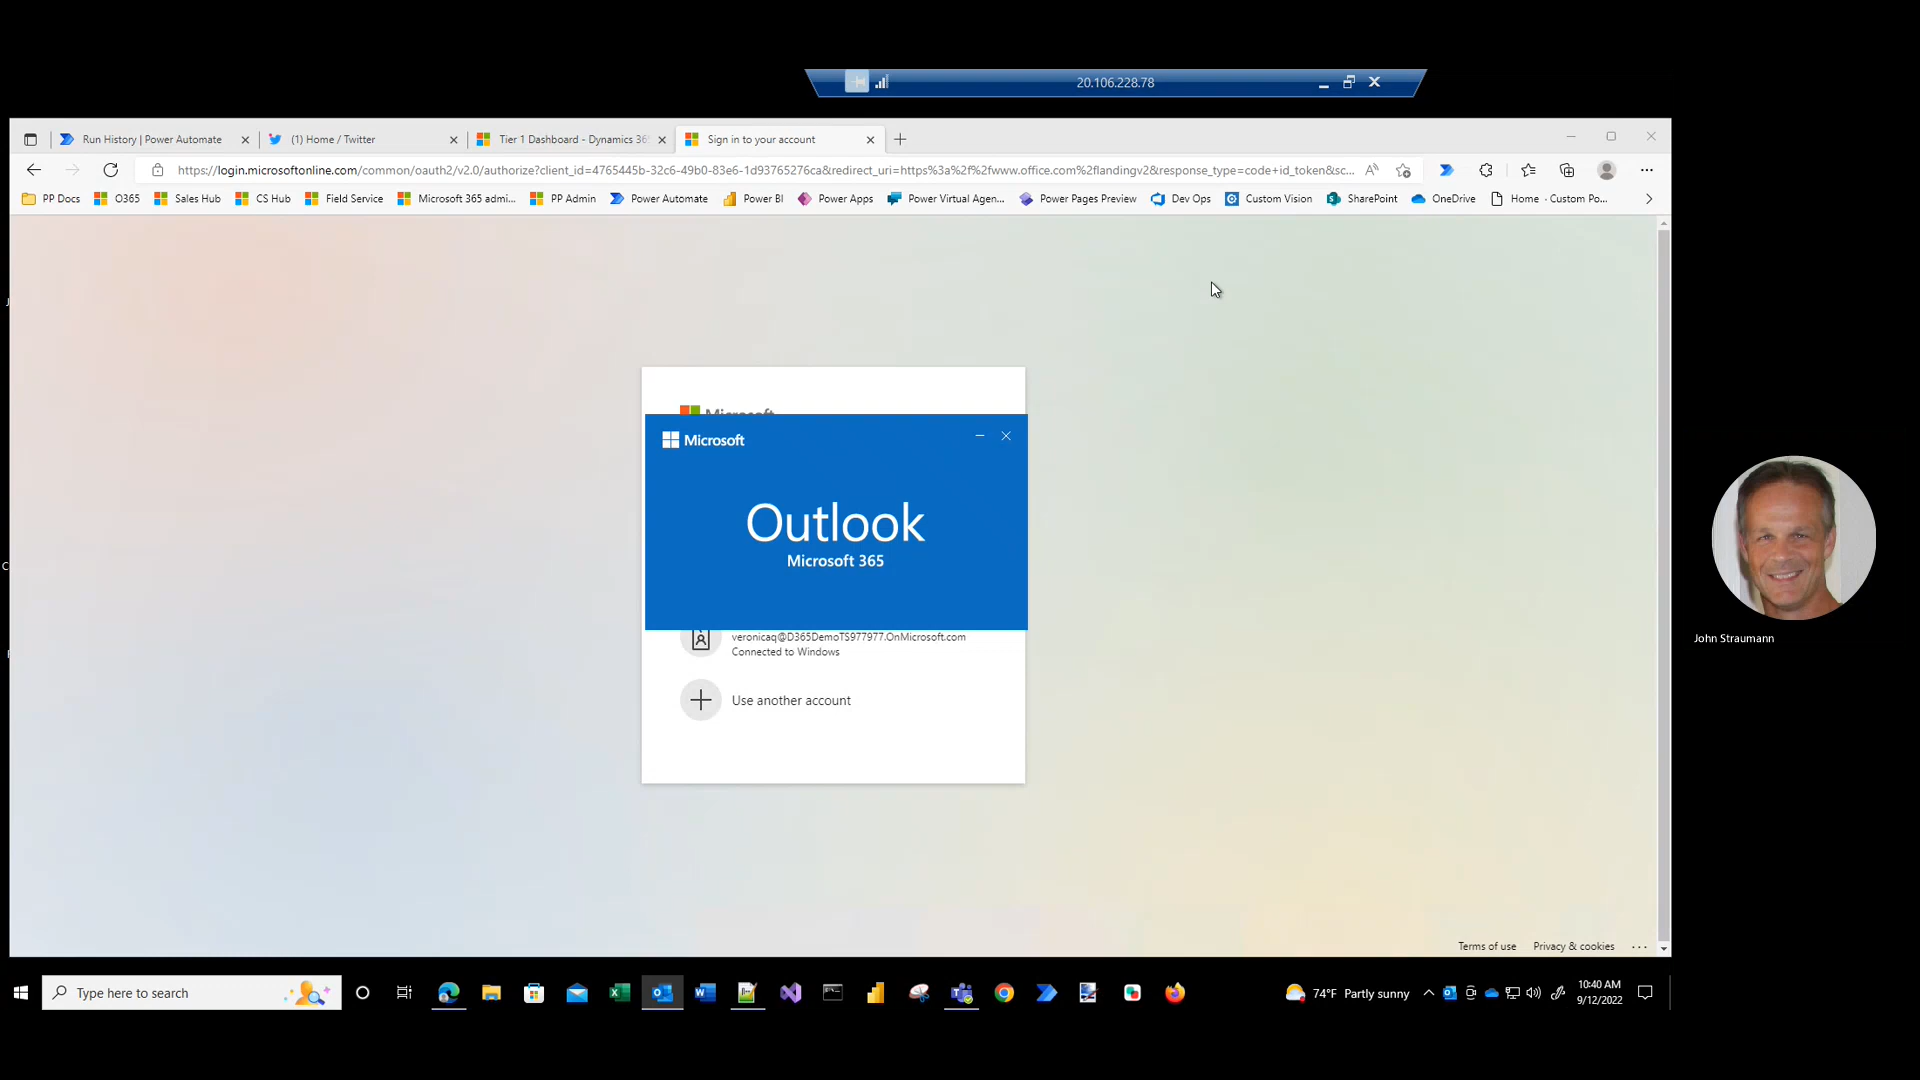 20.106.228.78
Run History | Power Automate
(1) Home / Twitter
Tier 1 Dashboard - Dynamics 36
Sign in to your account
https://login.microsoftonline.com/common/oauth2/v2.0/authorize?client_id=4765445b-32c6-49b0-83e6-1d93765276ca&redirect_uri=https%3a%2f%2fwww.office.com%2flandingv2&response_type=code+id_token&sc...
PP Docs
O365
Sales Hub
CS Hub
Field Service
Microsoft 365 admi...
PP Admin
Power Automate
Power BI
Power Apps
Power Virtual Agen...
Power Pages Preview
Dev Ops
Custom Vision
SharePoint
OneDrive
Home - Custom Po...
Microsoft
Microsoft
Outlook
Microsoft 365
veronicaq@D365DemoTS977977.OnMicrosoft.com
Connected to Windows
Use another account
John Straumann
Terms of use
Privacy & cookies
Type here to search
74°F Partly sunny
10:40 AM
9/12/2022